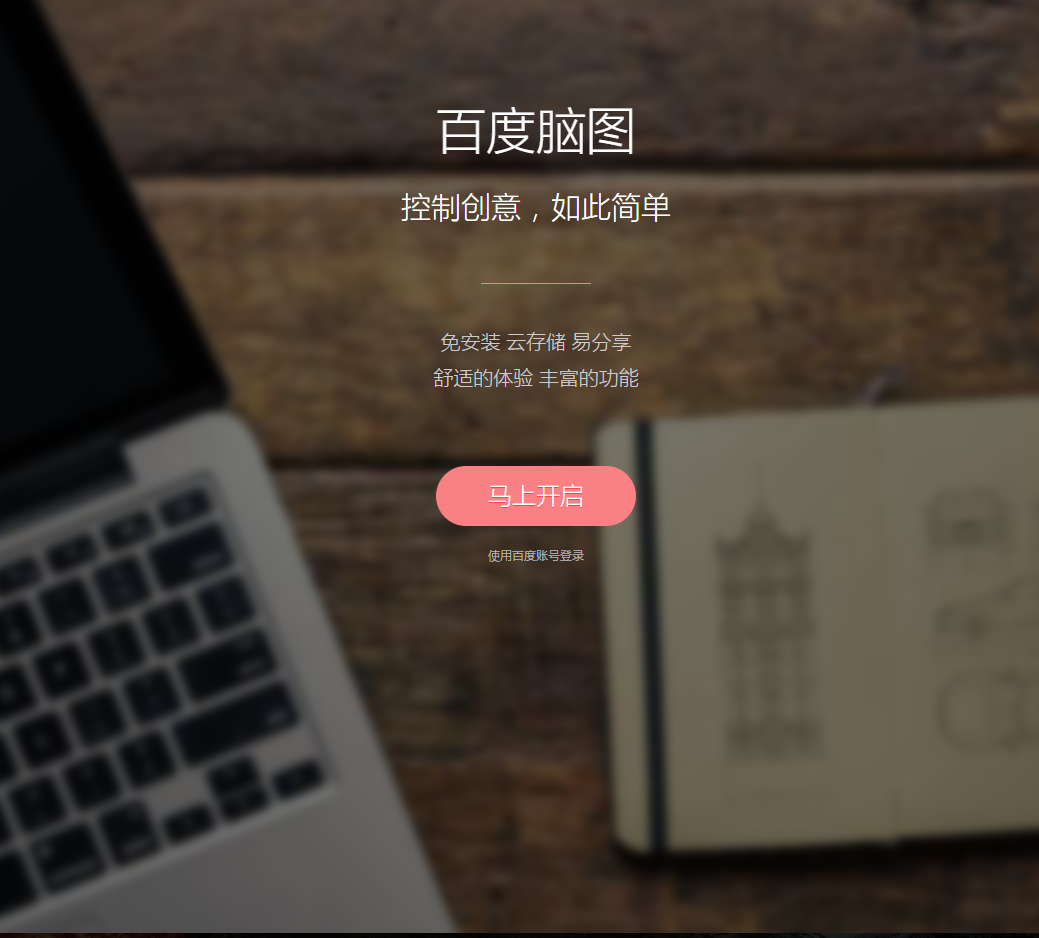 百度脑图
控制创意，如此简单
免安装 云存储 易分享
舒适的体验 丰富的功能
马上开启
使用百度账号登录